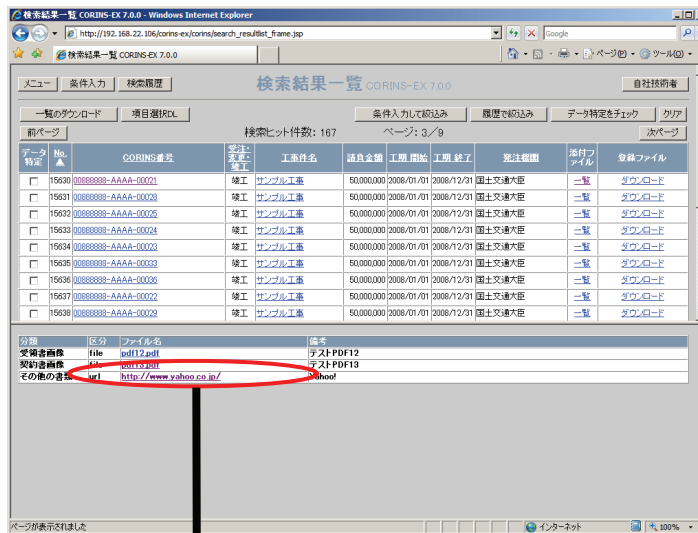 検索結果一覧 CORINS-EX 7.0.0 - Windows Internet Explorer
http://192.168.22.106/corins-ex/corins/search_resultlist_frame.jsp
Google
検索結果一覧 CORINS-EX 7.0.0
ページ(P)
ツール(O)
メニュー 条件入力 検索履歴 検索結果一覧 CORINS-EX 7.0.0 自社技術者
一覧のダウンロード 項目選択DL 条件入力して絞込み 履歴で絞込み データ特定をチェック クリア
前ページ 検索ヒット件数: 167 ページ: 3/9 次ページ
データ特定 No.▲ CORINS番号 受注・変更・竣工 工事件名 請負金額 工期 開始 工期 終了 発注機関 添付ファイル 登録ファイル
15630 00888888-AAAA-00021 竣工 サンプル工事 50,000,000 2008/01/01 2008/12/31 国土交通大臣 一覧 ダウンロード
15631 00888888-AAAA-00028 竣工 サンプル工事 50,000,000 2008/01/01 2008/12/31 国土交通大臣 一覧 ダウンロード
15632 00888888-AAAA-00025 竣工 サンプル工事 50,000,000 2008/01/01 2008/12/31 国土交通大臣 一覧 ダウンロード
15633 00888888-AAAA-00024 竣工 サンプル工事 50,000,000 2008/01/01 2008/12/31 国土交通大臣 一覧 ダウンロード
15634 00888888-AAAA-00023 竣工 サンプル工事 50,000,000 2008/01/01 2008/12/31 国土交通大臣 一覧 ダウンロード
15635 00888888-AAAA-00033 竣工 サンプル工事 50,000,000 2008/01/01 2008/12/31 国土交通大臣 一覧 ダウンロード
15636 00888888-AAAA-00036 竣工 サンプル工事 50,000,000 2008/01/01 2008/12/31 国土交通大臣 一覧 ダウンロード
15637 00888888-AAAA-00022 竣工 サンプル工事 50,000,000 2008/01/01 2008/12/31 国土交通大臣 一覧 ダウンロード
15638 00888888-AAAA-00029 竣工 サンプル工事 50,000,000 2008/01/01 2008/12/31 国土交通大臣 一覧 ダウンロード
分類 区分 ファイル名 備考
受領書画像 file pdf12.pdf テストPDF12
契約書画像 file pdf13.pdf テストPDF13
その他の書類 url http://www.yahoo.co.jp/ Yahoo!
ページが表示されました インターネット 100%